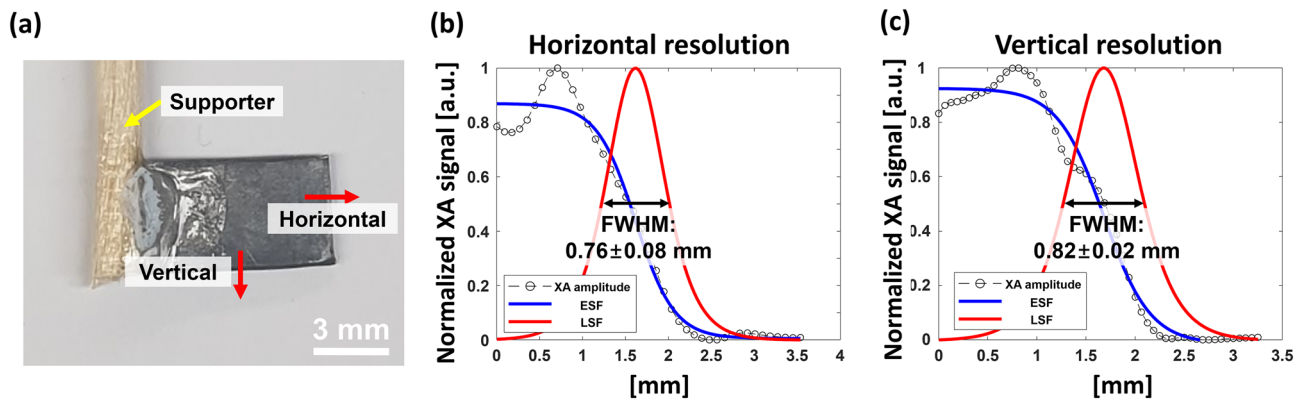 (a)
Supporter
Horizontal
Vertical
3 mm
(b)
Horizontal resolution
Normalized XA signal [a.u.]
1
0.8
0.6
0.4
0.2
0
FWHM:
0.76±0.08 mm
XA amplitude
ESF
LSF
0 0.5 1 1.5 2 2.5 3 3.5 4
[mm]
(c)
Vertical resolution
Normalized XA signal [a.u.]
1
0.8
0.6
0.4
0.2
0
FWHM:
0.82±0.02 mm
XA amplitude
ESF
LSF
0 0.5 1 1.5 2 2.5 3 3.5
[mm]